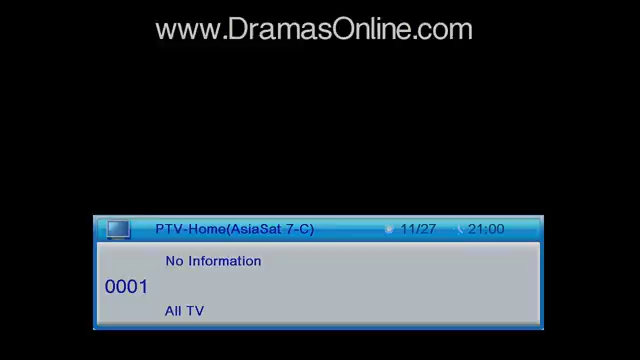 www.DramasOnline.com
PTV-Home(AsiaSat 7-C) 11/27 21:00
No Information
0001
All TV